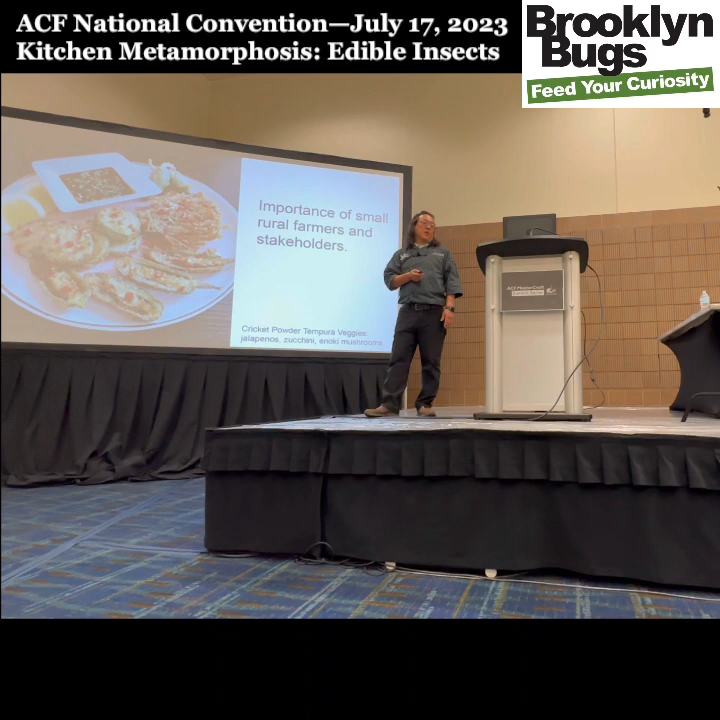 ACF National Convention—July 17, 2023
Kitchen Metamorphosis: Edible Insects
Brooklyn
Bugs
Feed Your Curiosity
Importance of small
rural farmers and
stakeholders.
Cricket Powder Tempura Veggies:
jalapenos, zucchini, enoki mushrooms